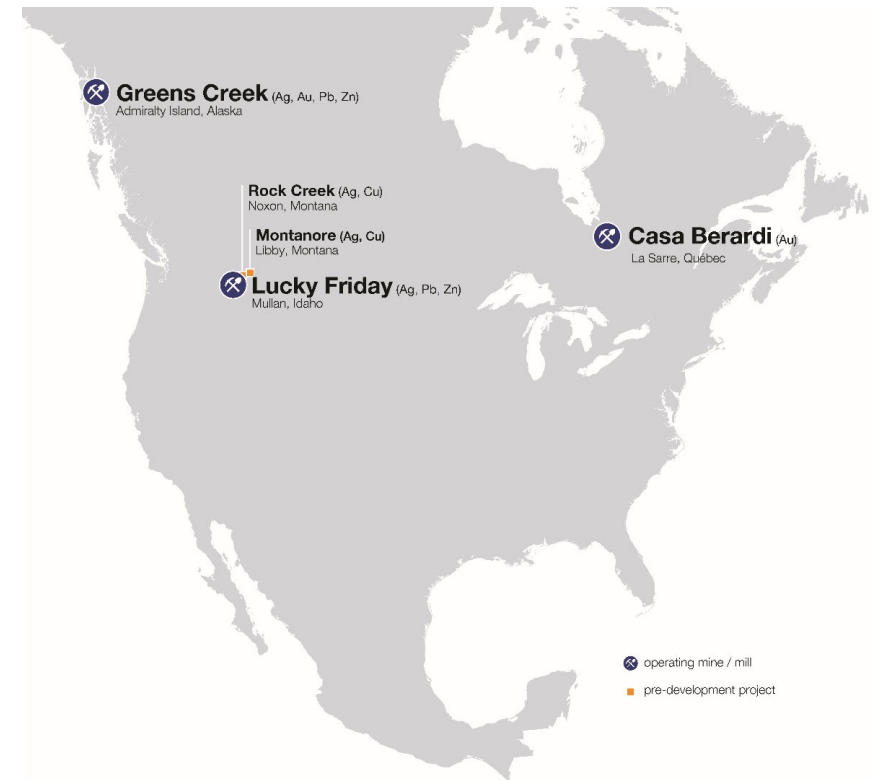 Greens Creek (Ag, Au, Pb, Zn)
Admiralty Island, Alaska
Rock Creek (Ag, Cu)
Noxon, Montana
Montanore (Ag, Cu)
Libby, Montana
Casa Berardi (Au)
La Sarre, Québec
Lucky Friday (Ag, Pb, Zn)
Mullan, Idaho
operating mine / mill
pre-development project